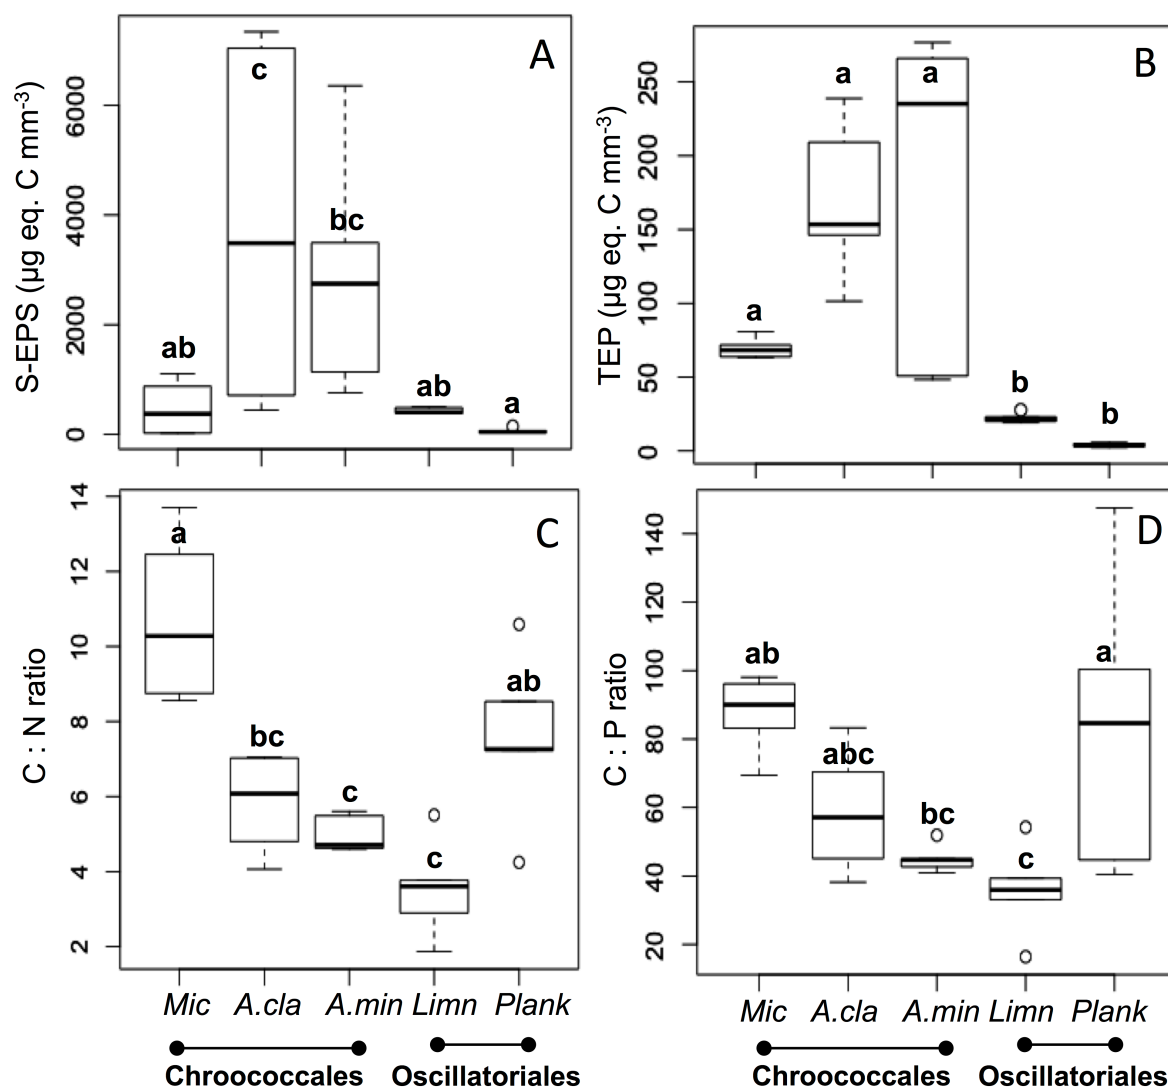 A
S-EPS (µg eq. C mm-3)
6000
4000
2000
0
ab
c
bc
ab
a
B
TEP (µg eq. C mm-3)
250
200
150
100
50
0
a
a
a
b
b
C
C : N ratio
14
12
10
8
6
4
2
a
bc
c
c
ab
Mic A.cla A.min Limn Plank
Chroococcales Oscillatoriales
D
C : P ratio
140
120
100
80
60
40
20
ab
abc
bc
c
a
Mic A.cla A.min Limn Plank
Chroococcales Oscillatoriales